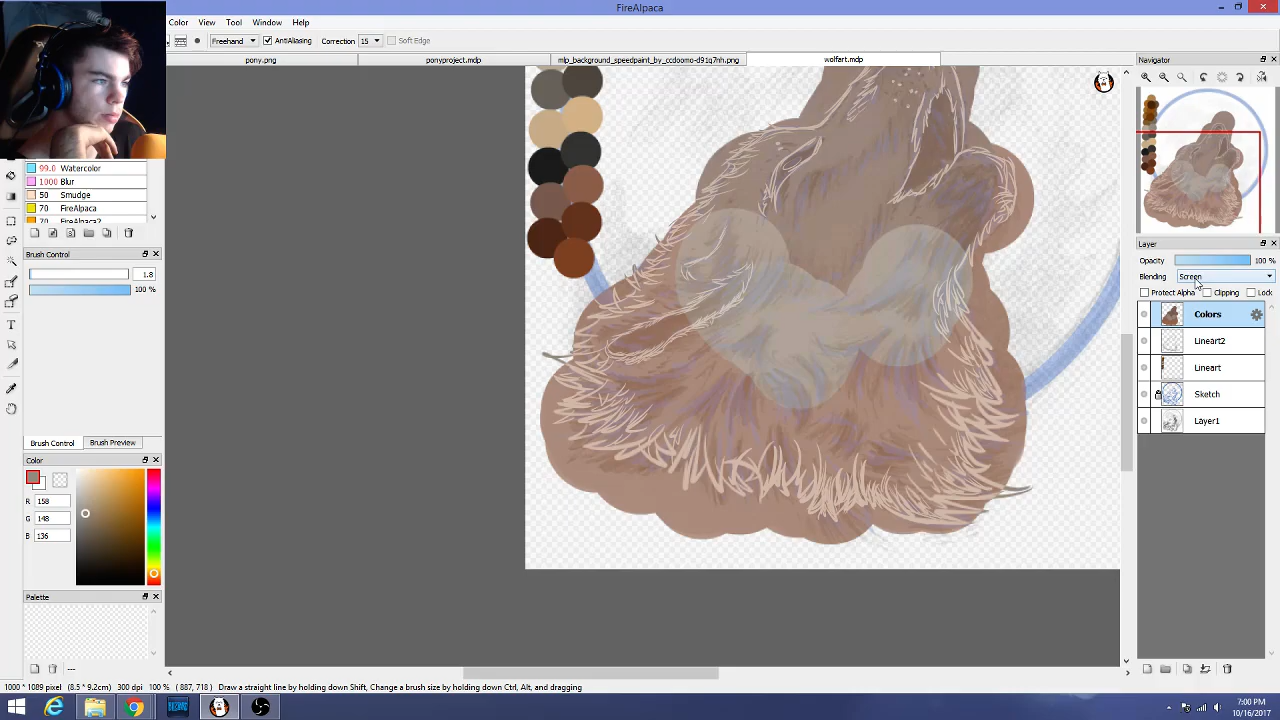 FireAlpaca
Color View Tool Window Help
Freehand AntiAliasing Correction 15 Soft Edge
pony.png ponyproject.mdp mlp_background_speedpaint_by_ccdoomo-d91q7nh.png wolfart.mdp
Navigator
99.0 Watercolor
1000 Blur
50 Smudge
70 FireAlpaca
70 FireAlpaca2
Brush Control
1.8
100 %
Brush Control Brush Preview
Color
R 158
G 148
B 136
Palette
---
Layer
Opacity 100 %
Blending Screen
Protect Alpha Clipping Lock
Colors
Lineart2
Lineart
Sketch
Layer1
1000 * 1089 pixel (8.5 * 9.2cm) 300 dpi 100 % ( 887, 718 ) Draw a straight line by holding down Shift, Change a brush size by holding down Ctrl, Alt, and dragging
7:00 PM
10/16/2017